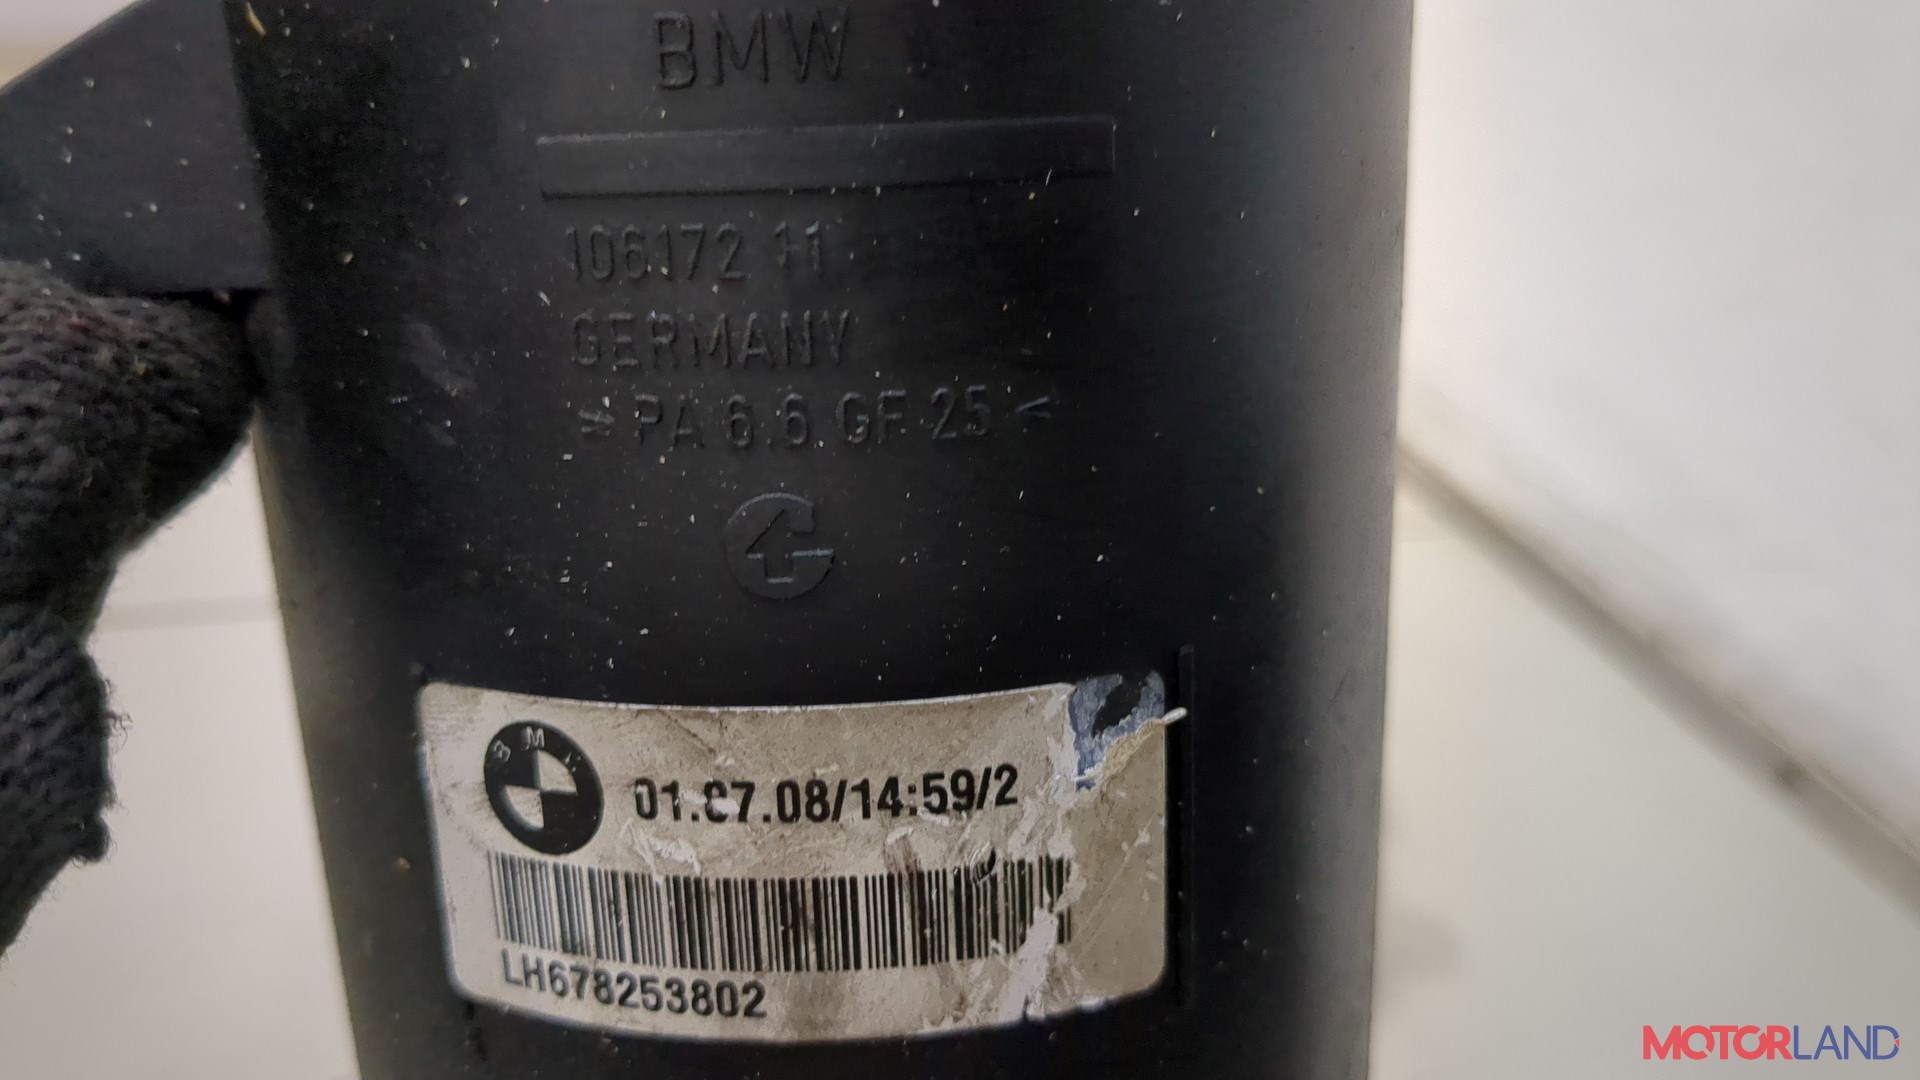 BMW
106172 11
GERMANY
> PA 6.6 GF 25 <
BMW
01.07.08/14:59/2
LH678253802
MOTORLAND